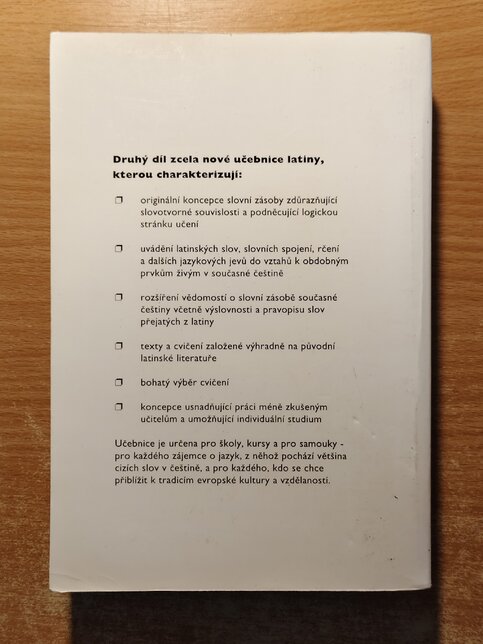 Druhý díl zcela nové učebnice latiny,
kterou charakterizují:
❐ originální koncepce slovní zásoby zdůrazňující
slovotvorné souvislosti a podněcující logickou
stránku učení
❐ uvádění latinských slov, slovních spojení, rčení
a dalších jazykových jevů do vztahů k obdobným
prvkům živým v současné češtině
❐ rozšíření vědomostí o slovní zásobě současné
češtiny včetně výslovnosti a pravopisu slov
přejatých z latiny
❐ texty a cvičení založené výhradně na původní
latinské literatuře
❐ bohatý výběr cvičení
❐ koncepce usnadňující práci méně zkušeným
učitelům a umožňující individuální studium
Učebnice je určena pro školy, kursy a pro samouky -
pro každého zájemce o jazyk, z něhož pochází většina
cizích slov v češtině, a pro každého, kdo se chce
přiblížit k tradicím evropské kultury a vzdělanosti.